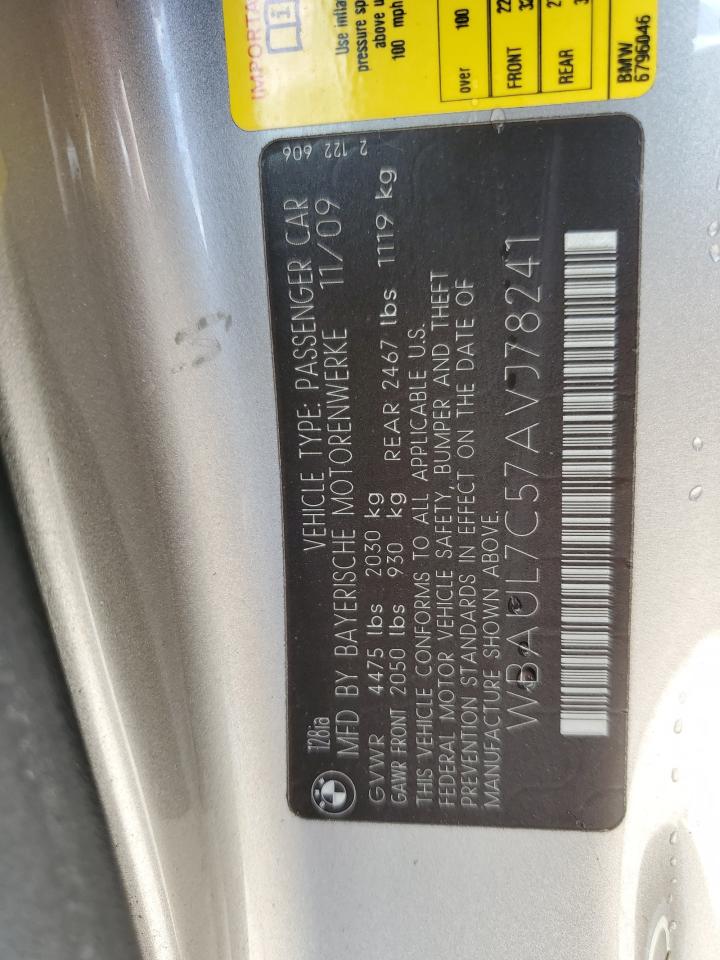 IMPORTA
Use infla
pressure sp
above u
100 mph
over 100
FRONT 22
REAR 2
BMW
6796046
128ia
VEHICLE TYPE: PASSENGER CAR
2 122 606
MFD BY BAYERISCHE MOTORENWERKE 11/09
GVWR 4475 lbs 2030 kg
GAWR FRONT 2050 lbs 930 kg REAR 2467 lbs 1119 kg
THIS VEHICLE CONFORMS TO ALL APPLICABLE U.S.
FEDERAL MOTOR VEHICLE SAFETY, BUMPER AND THEFT
PREVENTION STANDARDS IN EFFECT ON THE DATE OF
MANUFACTURE SHOWN ABOVE.
WBAUL7C57AVJ78241